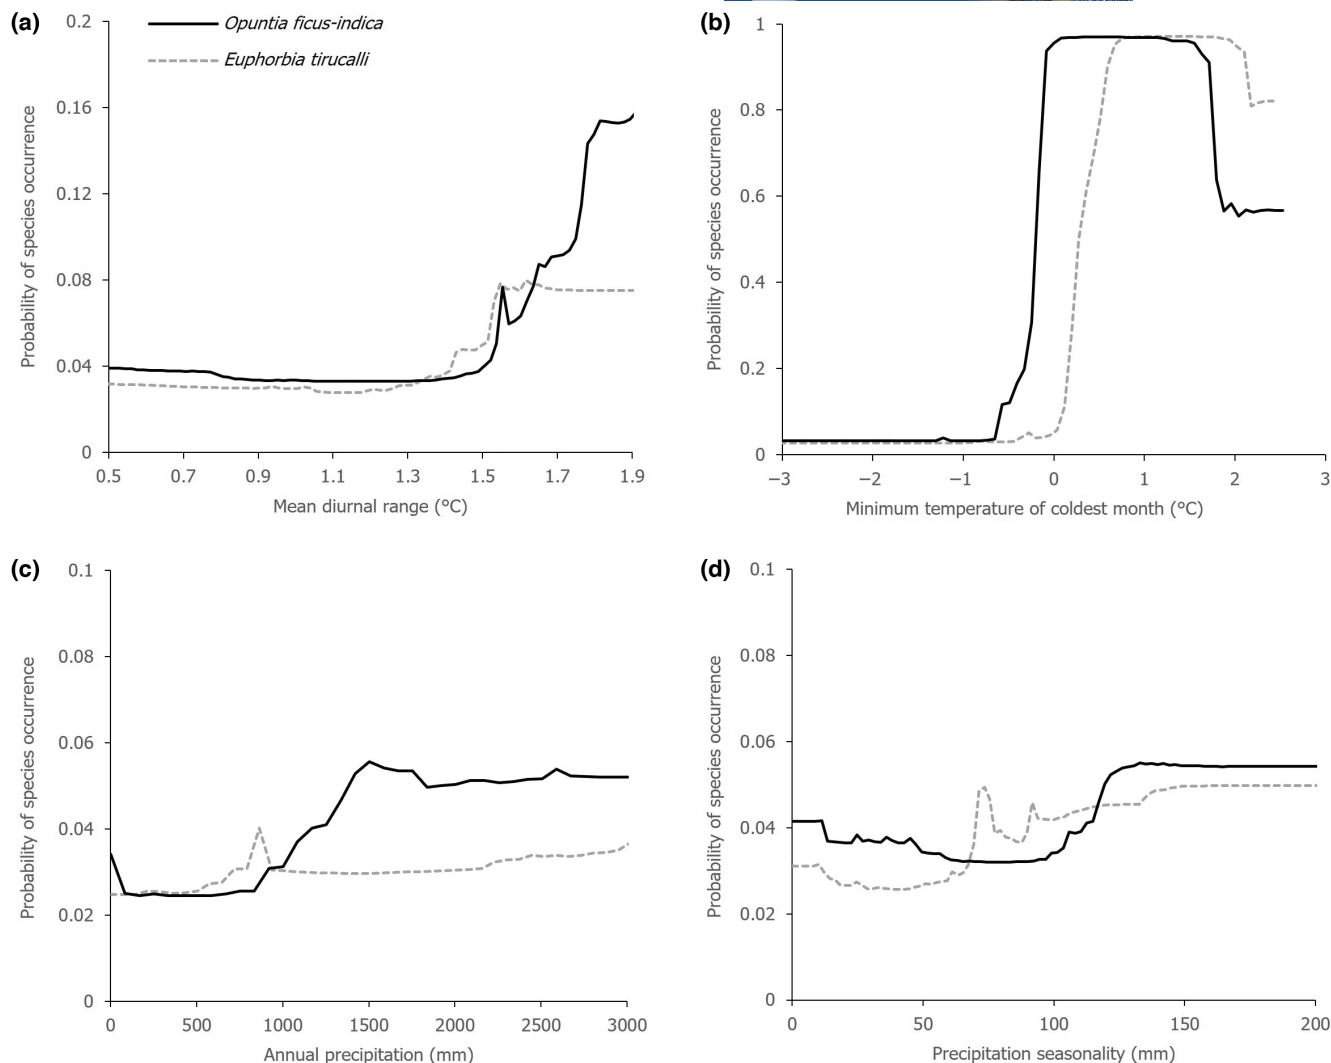 (a)
Opuntia ficus-indica
Euphorbia tirucalli
Probability of species occurrence
0.2
0.16
0.12
0.08
0.04
0
0.5 0.7 0.9 1.1 1.3 1.5 1.7 1.9
Mean diurnal range (°C)
(b)
Probability of species occurrence
1
0.8
0.6
0.4
0.2
0
−3 −2 −1 0 1 2 3
Minimum temperature of coldest month (°C)
(c)
Probability of species occurrence
0.1
0.08
0.06
0.04
0.02
0
0 500 1000 1500 2000 2500 3000
Annual precipitation (mm)
(d)
Probability of species occurrence
0.1
0.08
0.06
0.04
0.02
0
0 50 100 150 200
Precipitation seasonality (mm)